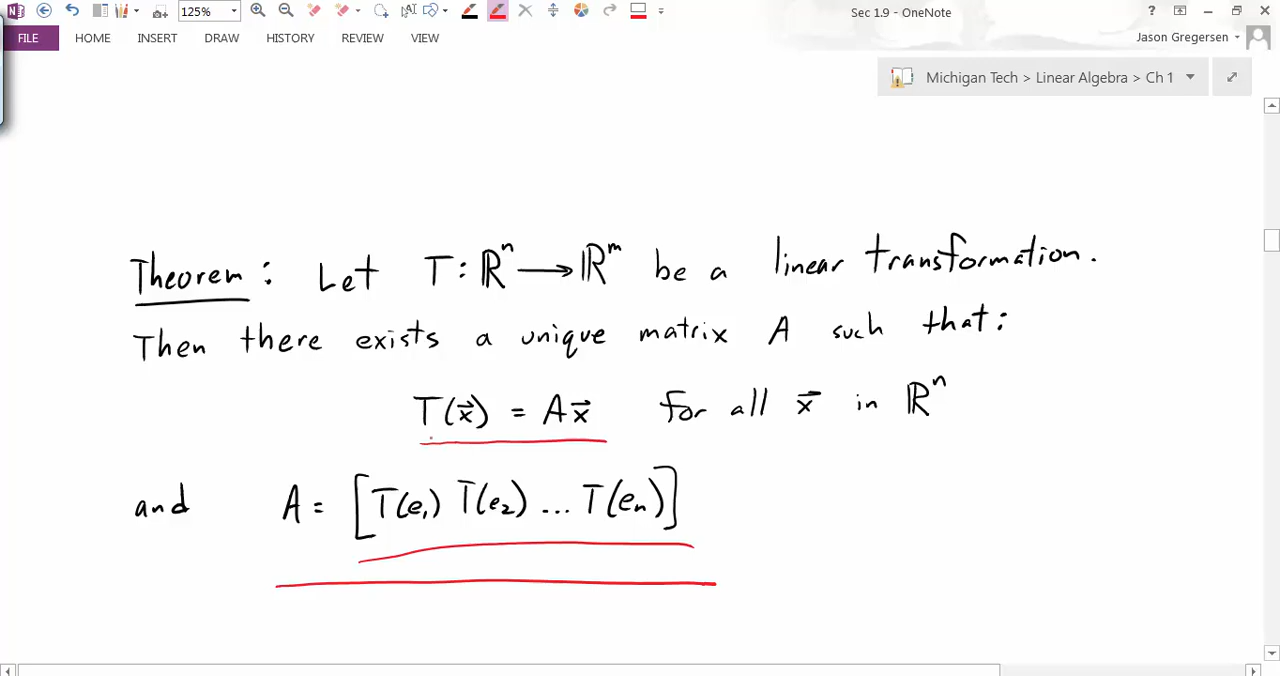 125%
Sec 1.9 - OneNote
?
FILE HOME INSERT DRAW HISTORY REVIEW VIEW
Jason Gregersen
Michigan Tech > Linear Algebra > Ch 1
Theorem: Let T: ℝⁿ → ℝᵐ be a linear transformation.
Then there exists a unique matrix A such that:
T(x⃗) = Ax⃗ for all x⃗ in ℝⁿ
and A = [T(e₁) T(e₂) ... T(eₙ)]